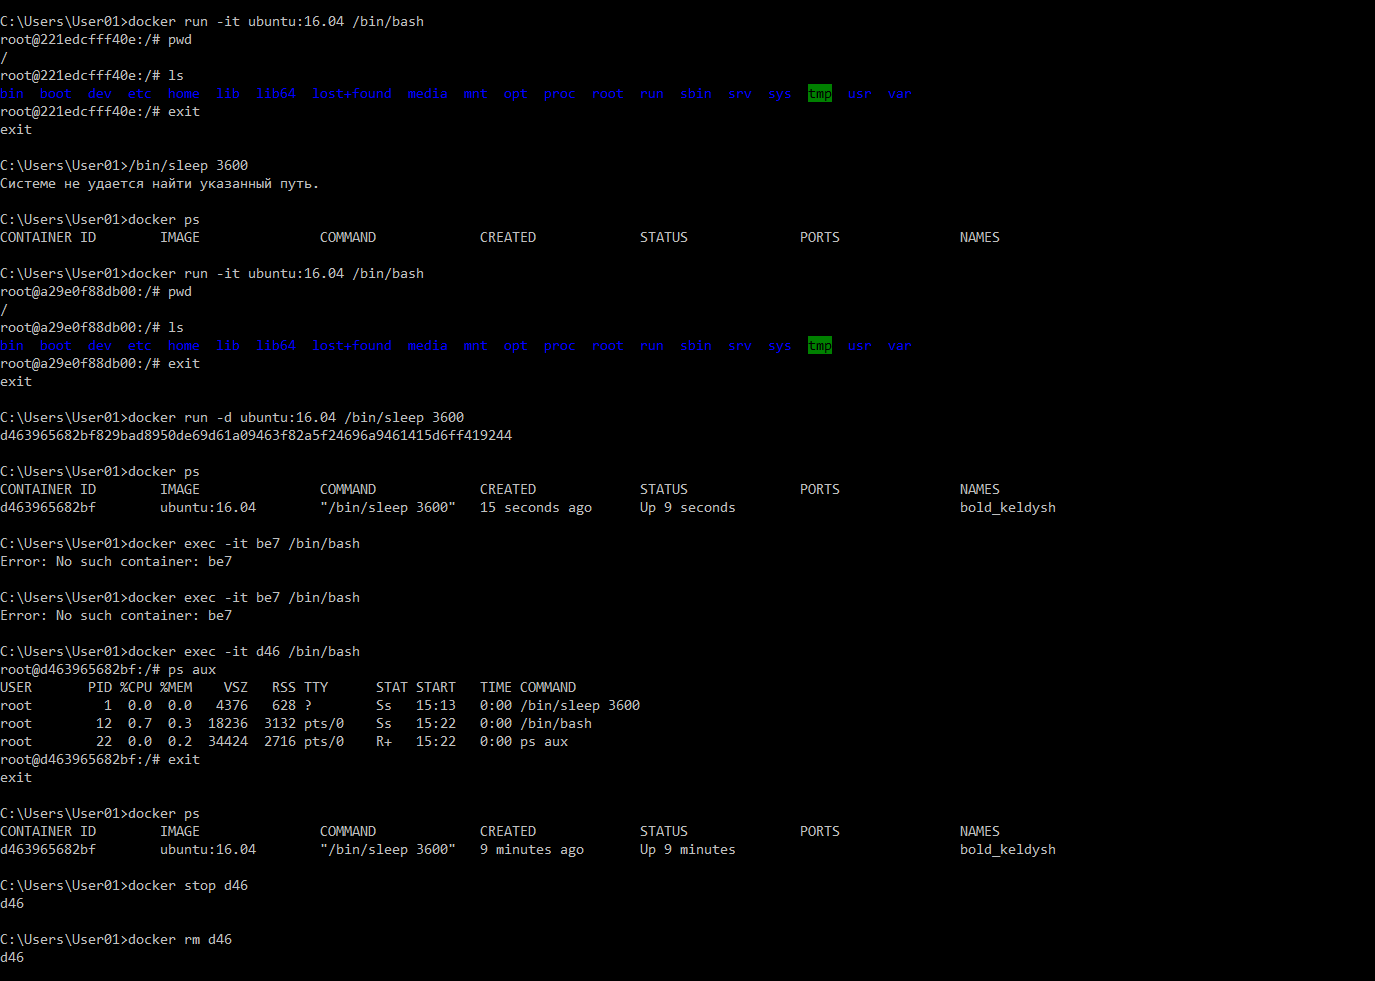 C:\Users\User01>docker run -it ubuntu:16.04 /bin/bash
root@221edcfff40e:/# pwd
/
root@221edcfff40e:/# ls
bin  boot  dev  etc  home  lib  lib64  lost+found  media  mnt  opt  proc  root  run  sbin  srv  sys  tmp  usr  var
root@221edcfff40e:/# exit
exit
C:\Users\User01>/bin/sleep 3600
Системе не удается найти указанный путь.
C:\Users\User01>docker ps
CONTAINER ID        IMAGE               COMMAND             CREATED             STATUS              PORTS               NAMES
C:\Users\User01>docker run -it ubuntu:16.04 /bin/bash
root@a29e0f88db00:/# pwd
/
root@a29e0f88db00:/# ls
bin  boot  dev  etc  home  lib  lib64  lost+found  media  mnt  opt  proc  root  run  sbin  srv  sys  tmp  usr  var
root@a29e0f88db00:/# exit
exit
C:\Users\User01>docker run -d ubuntu:16.04 /bin/sleep 3600
d463965682bf829bad8950de69d61a09463f82a5f24696a9461415d6ff419244
C:\Users\User01>docker ps
CONTAINER ID        IMAGE               COMMAND             CREATED             STATUS              PORTS               NAMES
d463965682bf        ubuntu:16.04        "/bin/sleep 3600"   15 seconds ago      Up 9 seconds                            bold_keldysh
C:\Users\User01>docker exec -it be7 /bin/bash
Error: No such container: be7
C:\Users\User01>docker exec -it be7 /bin/bash
Error: No such container: be7
C:\Users\User01>docker exec -it d46 /bin/bash
root@d463965682bf:/# ps aux
USER       PID %CPU %MEM    VSZ   RSS TTY      STAT START   TIME COMMAND
root         1  0.0  0.0   4376   628 ?        Ss   15:13   0:00 /bin/sleep 3600
root        12  0.7  0.3  18236  3132 pts/0    Ss   15:22   0:00 /bin/bash
root        22  0.0  0.2  34424  2716 pts/0    R+   15:22   0:00 ps aux
root@d463965682bf:/# exit
exit
C:\Users\User01>docker ps
CONTAINER ID        IMAGE               COMMAND             CREATED             STATUS              PORTS               NAMES
d463965682bf        ubuntu:16.04        "/bin/sleep 3600"   9 minutes ago       Up 9 minutes                            bold_keldysh
C:\Users\User01>docker stop d46
d46
C:\Users\User01>docker rm d46
d46